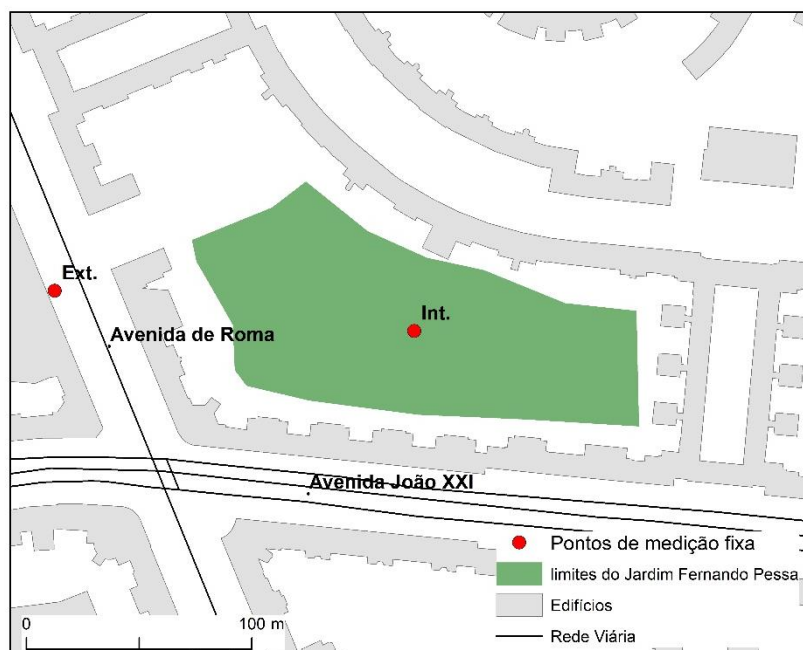 Ext.
Int.
Avenida de Roma
Avenida João XXI
Pontos de medição fixa
limites do Jardim Fernando Pessa
Edifícios
Rede Viária
0
100 m